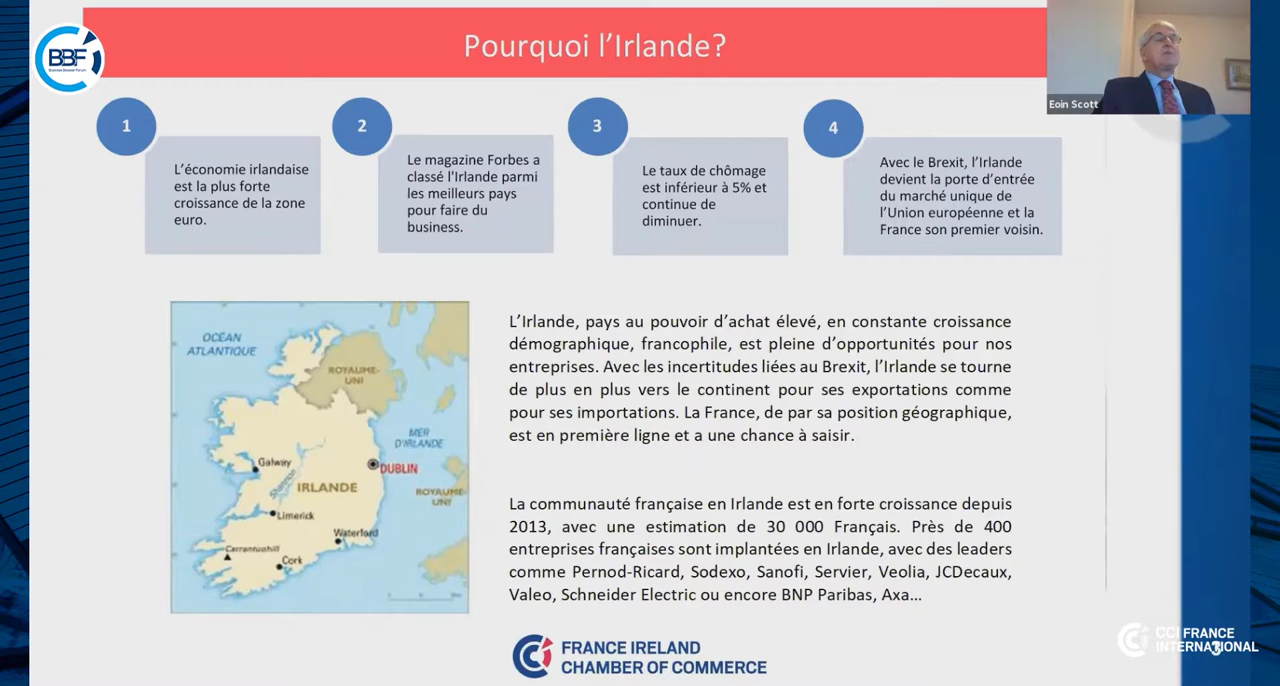 Pourquoi l’Irlande?
BBF
Eoin Scott
1
L’économie irlandaise
est la plus forte
croissance de la zone
euro.
2
Le magazine Forbes a
classé l'Irlande parmi
les meilleurs pays
pour faire du
business.
3
Le taux de chômage
est inférieur à 5% et
continue de
diminuer.
4
Avec le Brexit, l’Irlande
devient la porte d’entrée
du marché unique de
l’Union européenne et la
France son premier voisin.
OCÉAN
ATLANTIQUE
ROYAUME-
UNI
MER
D'IRLANDE
Galway
DUBLIN
Shannon
IRLANDE
ROYAUME-
UNI
Limerick
Waterford
Carrantuohill
Cork
L’Irlande, pays au pouvoir d’achat élevé, en constante croissance
démographique, francophile, est pleine d’opportunités pour nos
entreprises. Avec les incertitudes liées au Brexit, l’Irlande se tourne
de plus en plus vers le continent pour ses exportations comme
pour ses importations. La France, de par sa position géographique,
est en première ligne et a une chance à saisir.
La communauté française en Irlande est en forte croissance depuis
2013, avec une estimation de 30 000 Français. Près de 400
entreprises françaises sont implantées en Irlande, avec des leaders
comme Pernod-Ricard, Sodexo, Sanofi, Servier, Veolia, JCDecaux,
Valeo, Schneider Electric ou encore BNP Paribas, Axa…
FRANCE IRELAND
CHAMBER OF COMMERCE
CCI FRANCE
INTERNATIONAL
3